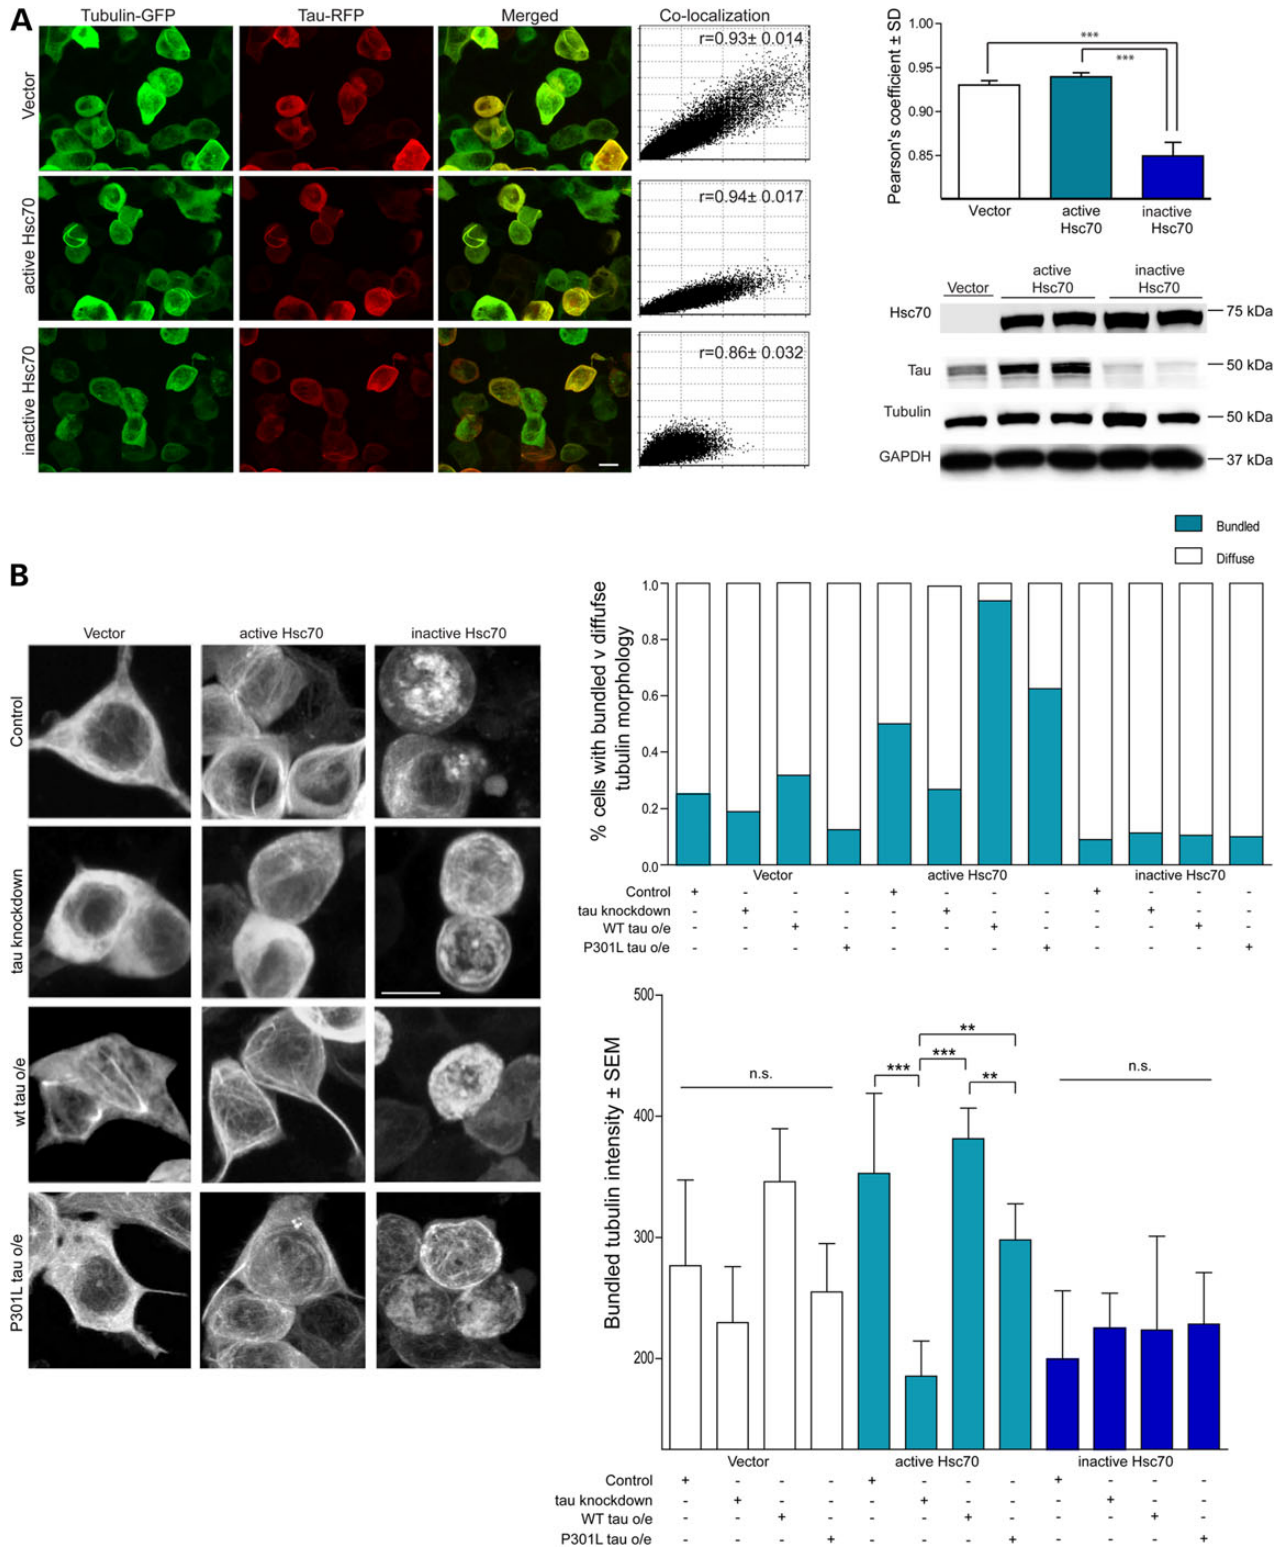 A
Tubulin-GFP
Tau-RFP
Merged
Co-localization
Vector
r=0.93± 0.014
active Hsc70
r=0.94± 0.017
inactive Hsc70
r=0.86± 0.032
Pearson's coefficient ± SD
1.00
0.95
0.90
0.85
***
***
Vector
active Hsc70
inactive Hsc70
Vector
active Hsc70
inactive Hsc70
Hsc70
75 kDa
Tau
50 kDa
Tubulin
50 kDa
GAPDH
37 kDa
B
Vector
active Hsc70
inactive Hsc70
Control
tau knockdown
wt tau o/e
P301L tau o/e
Bundled
Diffuse
% cells with bundled v diffufse
tubulin morphology
1.0
0.8
0.6
0.4
0.2
0.0
Vector
active Hsc70
inactive Hsc70
Control + - - - + - - - + - - -
tau knockdown - + - - - + - - - + - -
WT tau o/e - - + - - - + - - - + -
P301L tau o/e - - - + - - - + - - - +
Bundled tubulin intensity ± SEM
500
400
300
200
n.s.
***
***
**
**
n.s.
Vector
active Hsc70
inactive Hsc70
Control + - - - + - - - + - - -
tau knockdown - + - - - + - - - + - -
WT tau o/e - - + - - - + - - - + -
P301L tau o/e - - - + - - - + - - - +